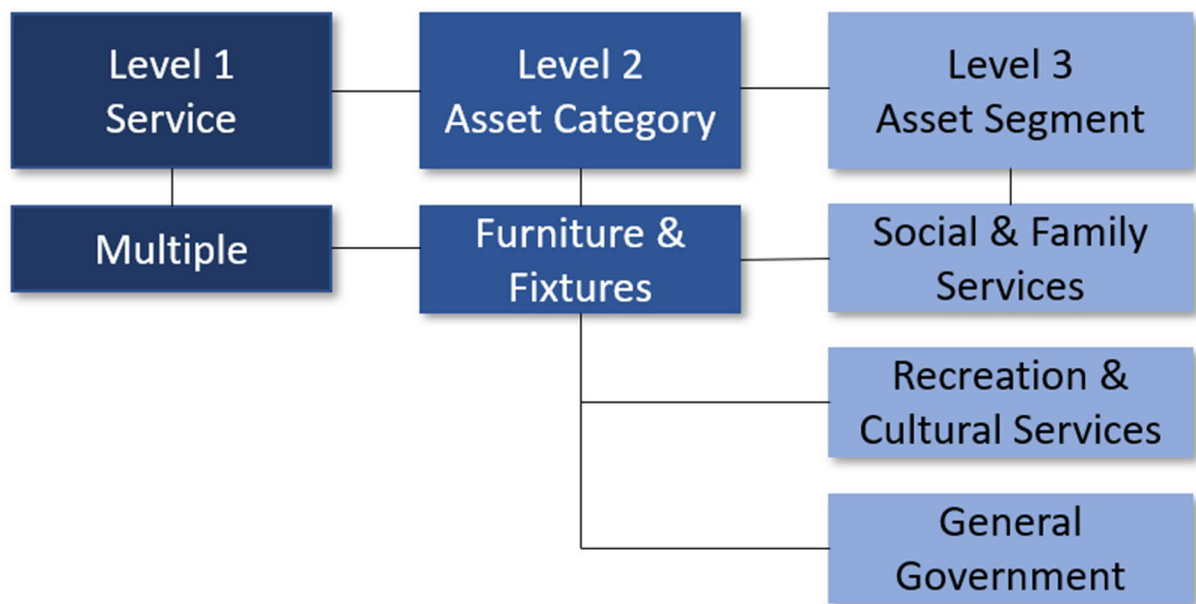 Level 1
Service
Level 2
Asset Category
Level 3
Asset Segment
Multiple
Furniture &
Fixtures
Social & Family
Services
Recreation &
Cultural Services
General
Government